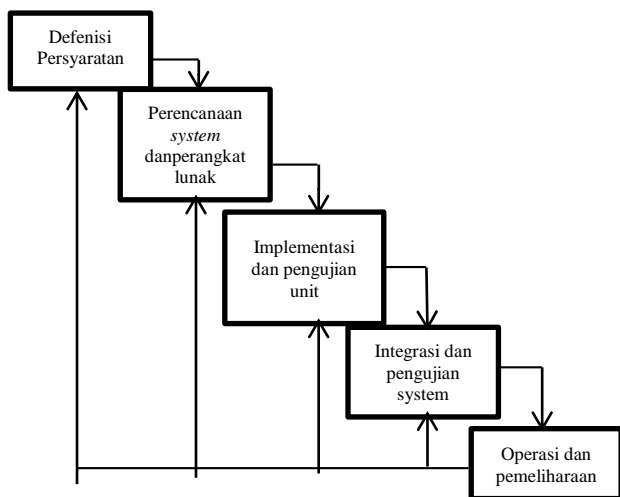 Defenisi
Persyaratan
Perencanaan
system
danperangkat
lunak
Implementasi
dan pengujian
unit
Integrasi dan
pengujian
system
Operasi dan
pemeliharaan